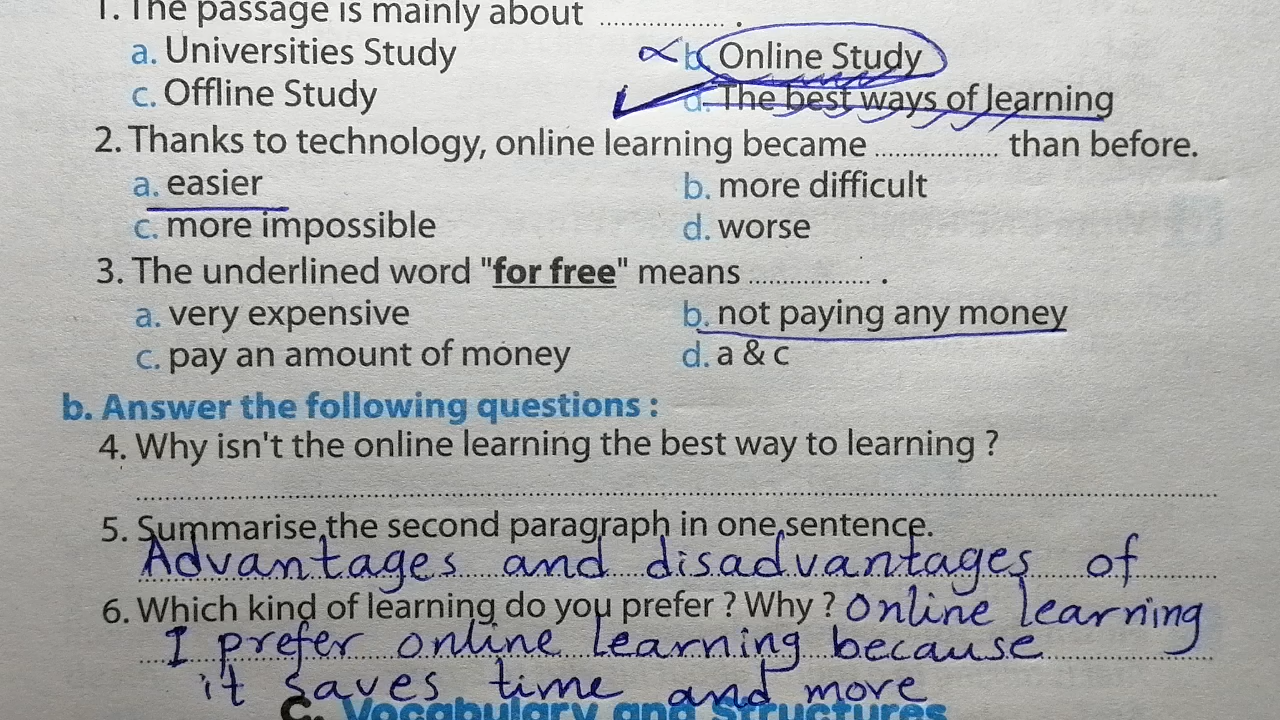 1. The passage is mainly about .................. .
a. Universities Study b. Online Study
c. Offline Study d. The best ways of learning
2. Thanks to technology, online learning became .................. than before.
a. easier b. more difficult
c. more impossible d. worse
3. The underlined word "for free" means .................. .
a. very expensive b. not paying any money
c. pay an amount of money d. a & c
b. Answer the following questions :
4. Why isn't the online learning the best way to learning ?
5. Summarise the second paragraph in one sentence.
Advantages and disadvantages of
6. Which kind of learning do you prefer ? Why ? Online learning
I prefer online learning because
it saves time and more
C. Vocabulary and Structures